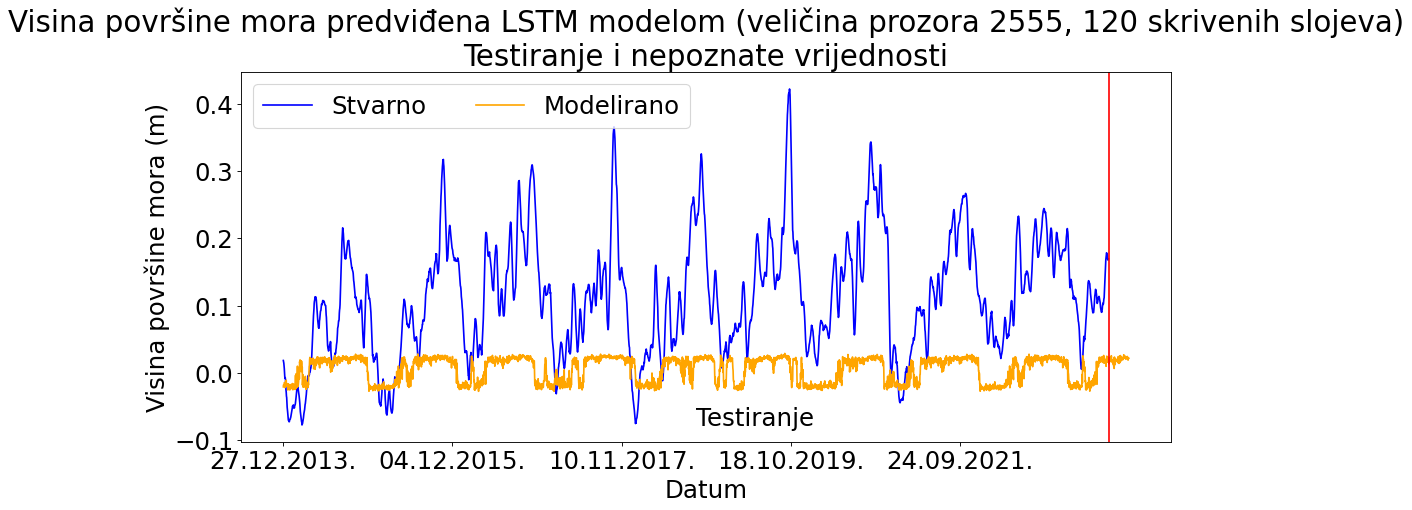 Visina površine mora predviđena LSTM modelom (veličina prozora 2555, 120 skrivenih slojeva)
Testiranje i nepoznate vrijednosti
Stvarno
Modelirano
Visina površine mora (m)
0.4
0.3
0.2
0.1
0.0
−0.1
Testiranje
27.12.2013.
04.12.2015.
10.11.2017.
18.10.2019.
24.09.2021.
Datum